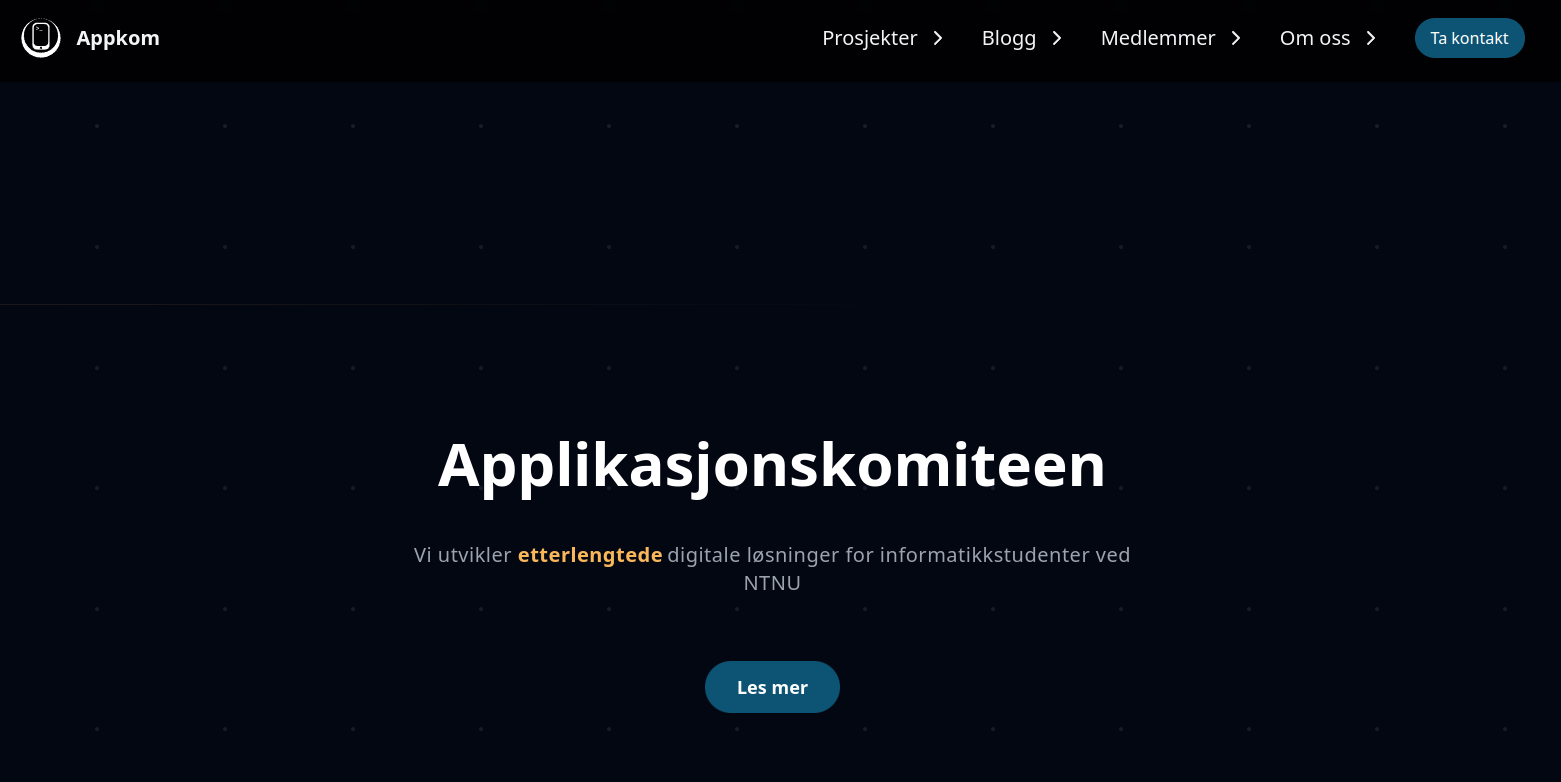 Appkom
Prosjekter
Blogg
Medlemmer
Om oss
Ta kontakt
Applikasjonskomiteen
Vi utvikler etterlengtede digitale løsninger for informatikkstudenter ved
NTNU
Les mer